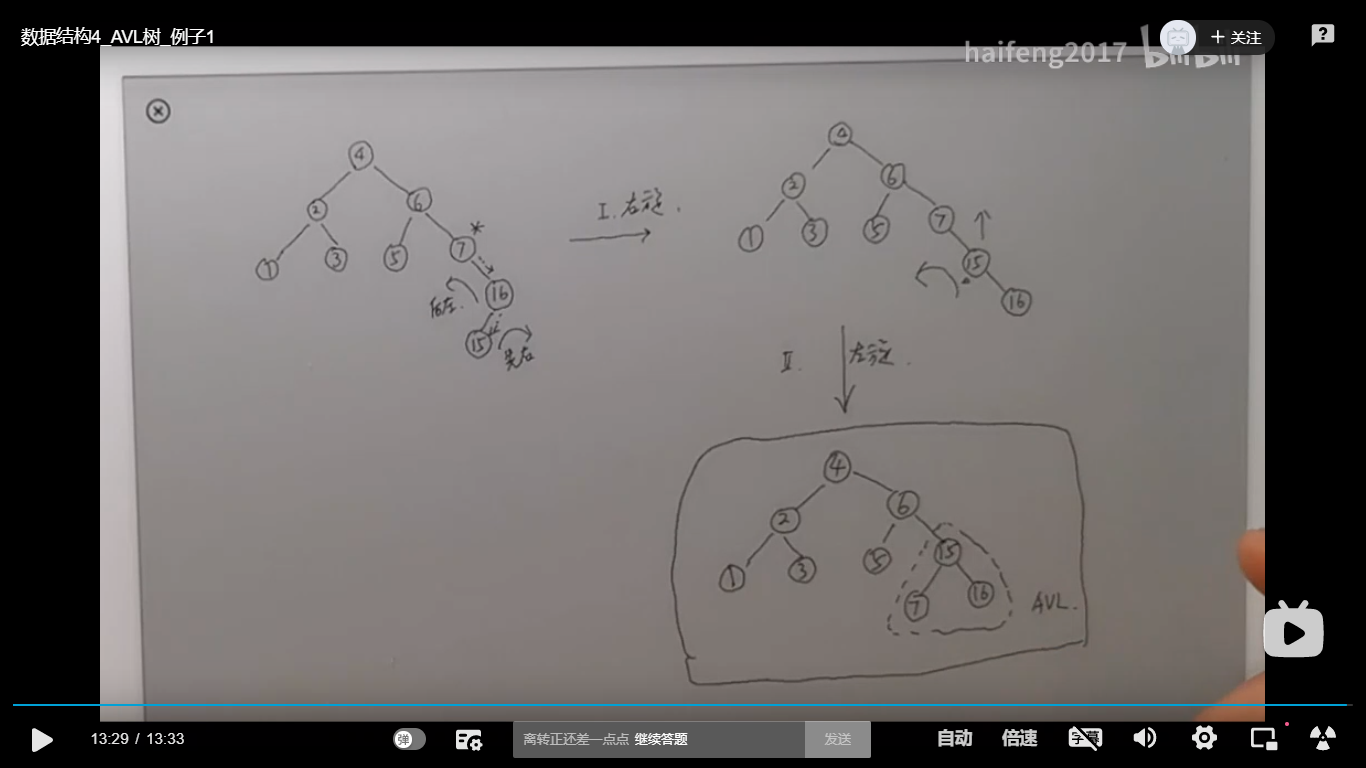 数据结构4_AVL树_例子1
haifeng2017
bilibili
+ 关注
4
2
6
1
3
5
7
*
16
15
后左.
先右
I. 右旋.
4
2
6
1
3
5
7
15
16
II. 左旋.
4
2
6
1
3
5
15
7
16
AVL.
13:29 / 13:33
弹
离转正还差一点点 继续答题
发送
自动
倍速
字幕